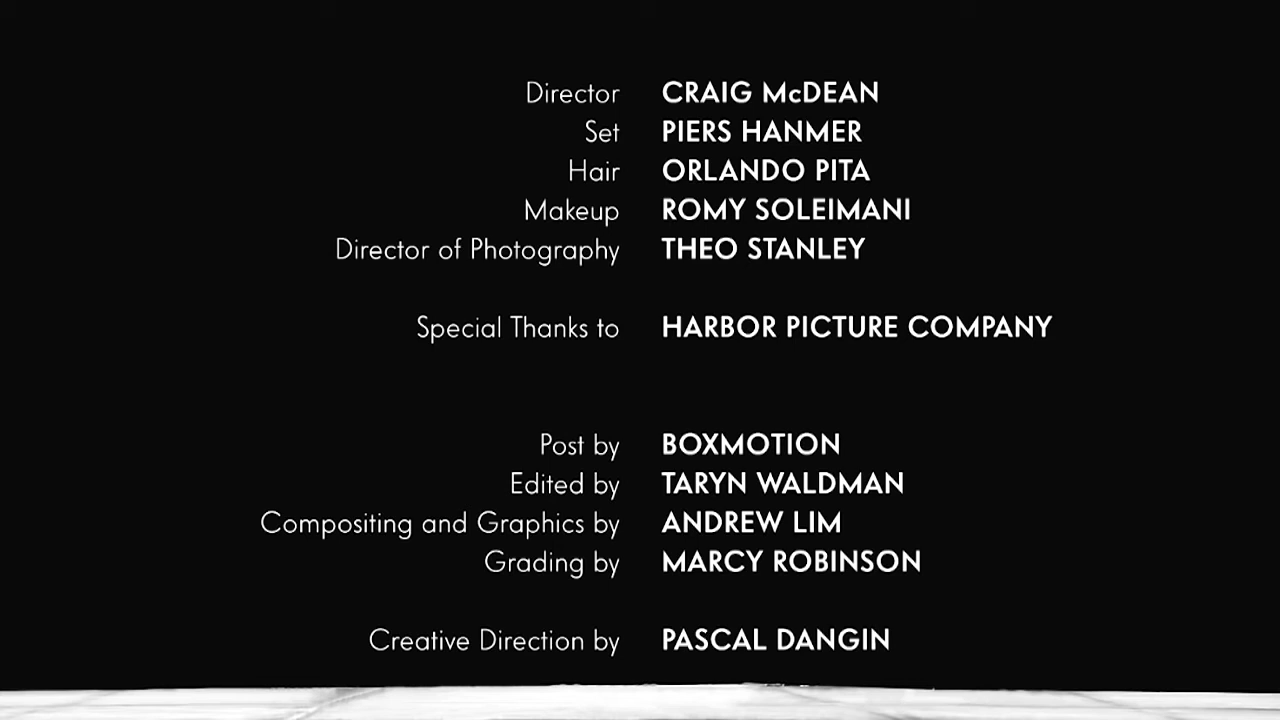 Director CRAIG McDEAN
Set PIERS HANMER
Hair ORLANDO PITA
Makeup ROMY SOLEIMANI
Director of Photography THEO STANLEY
Special Thanks to HARBOR PICTURE COMPANY
Post by BOXMOTION
Edited by TARYN WALDMAN
Compositing and Graphics by ANDREW LIM
Grading by MARCY ROBINSON
Creative Direction by PASCAL DANGIN